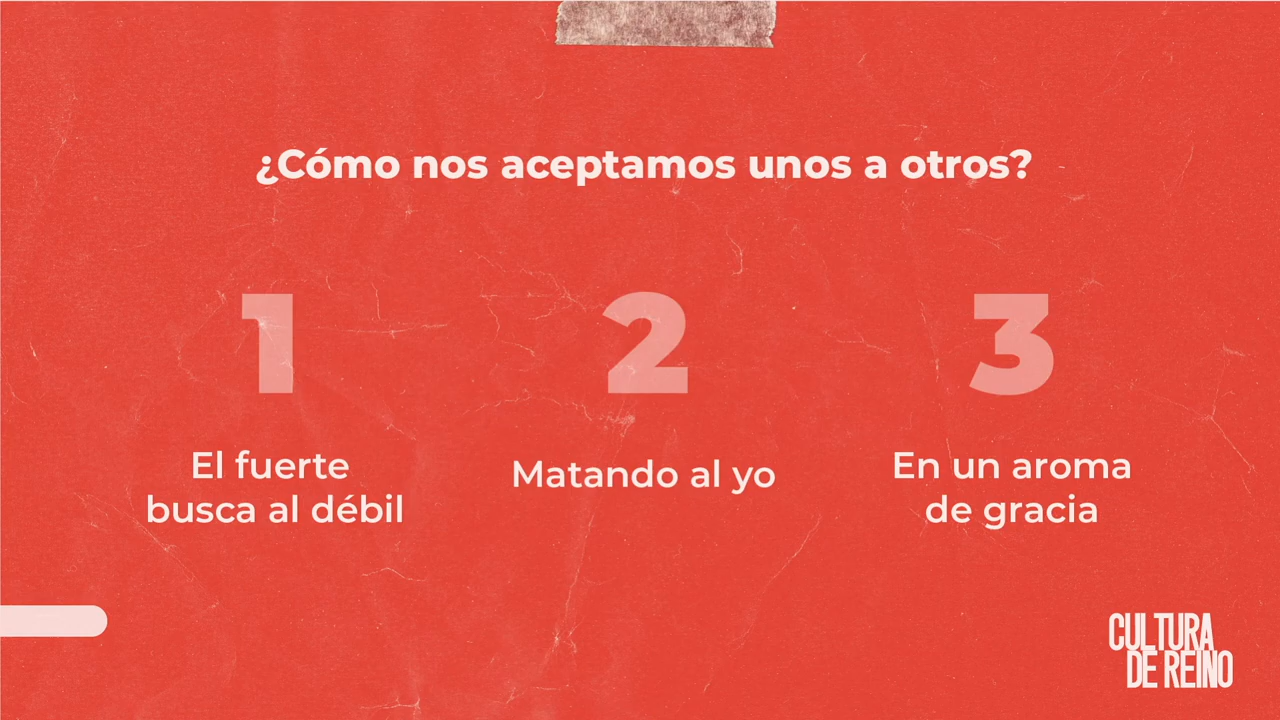 ¿Cómo nos aceptamos unos a otros?
1
El fuerte
busca al débil
2
Matando al yo
3
En un aroma
de gracia
CULTURA
DE REINO